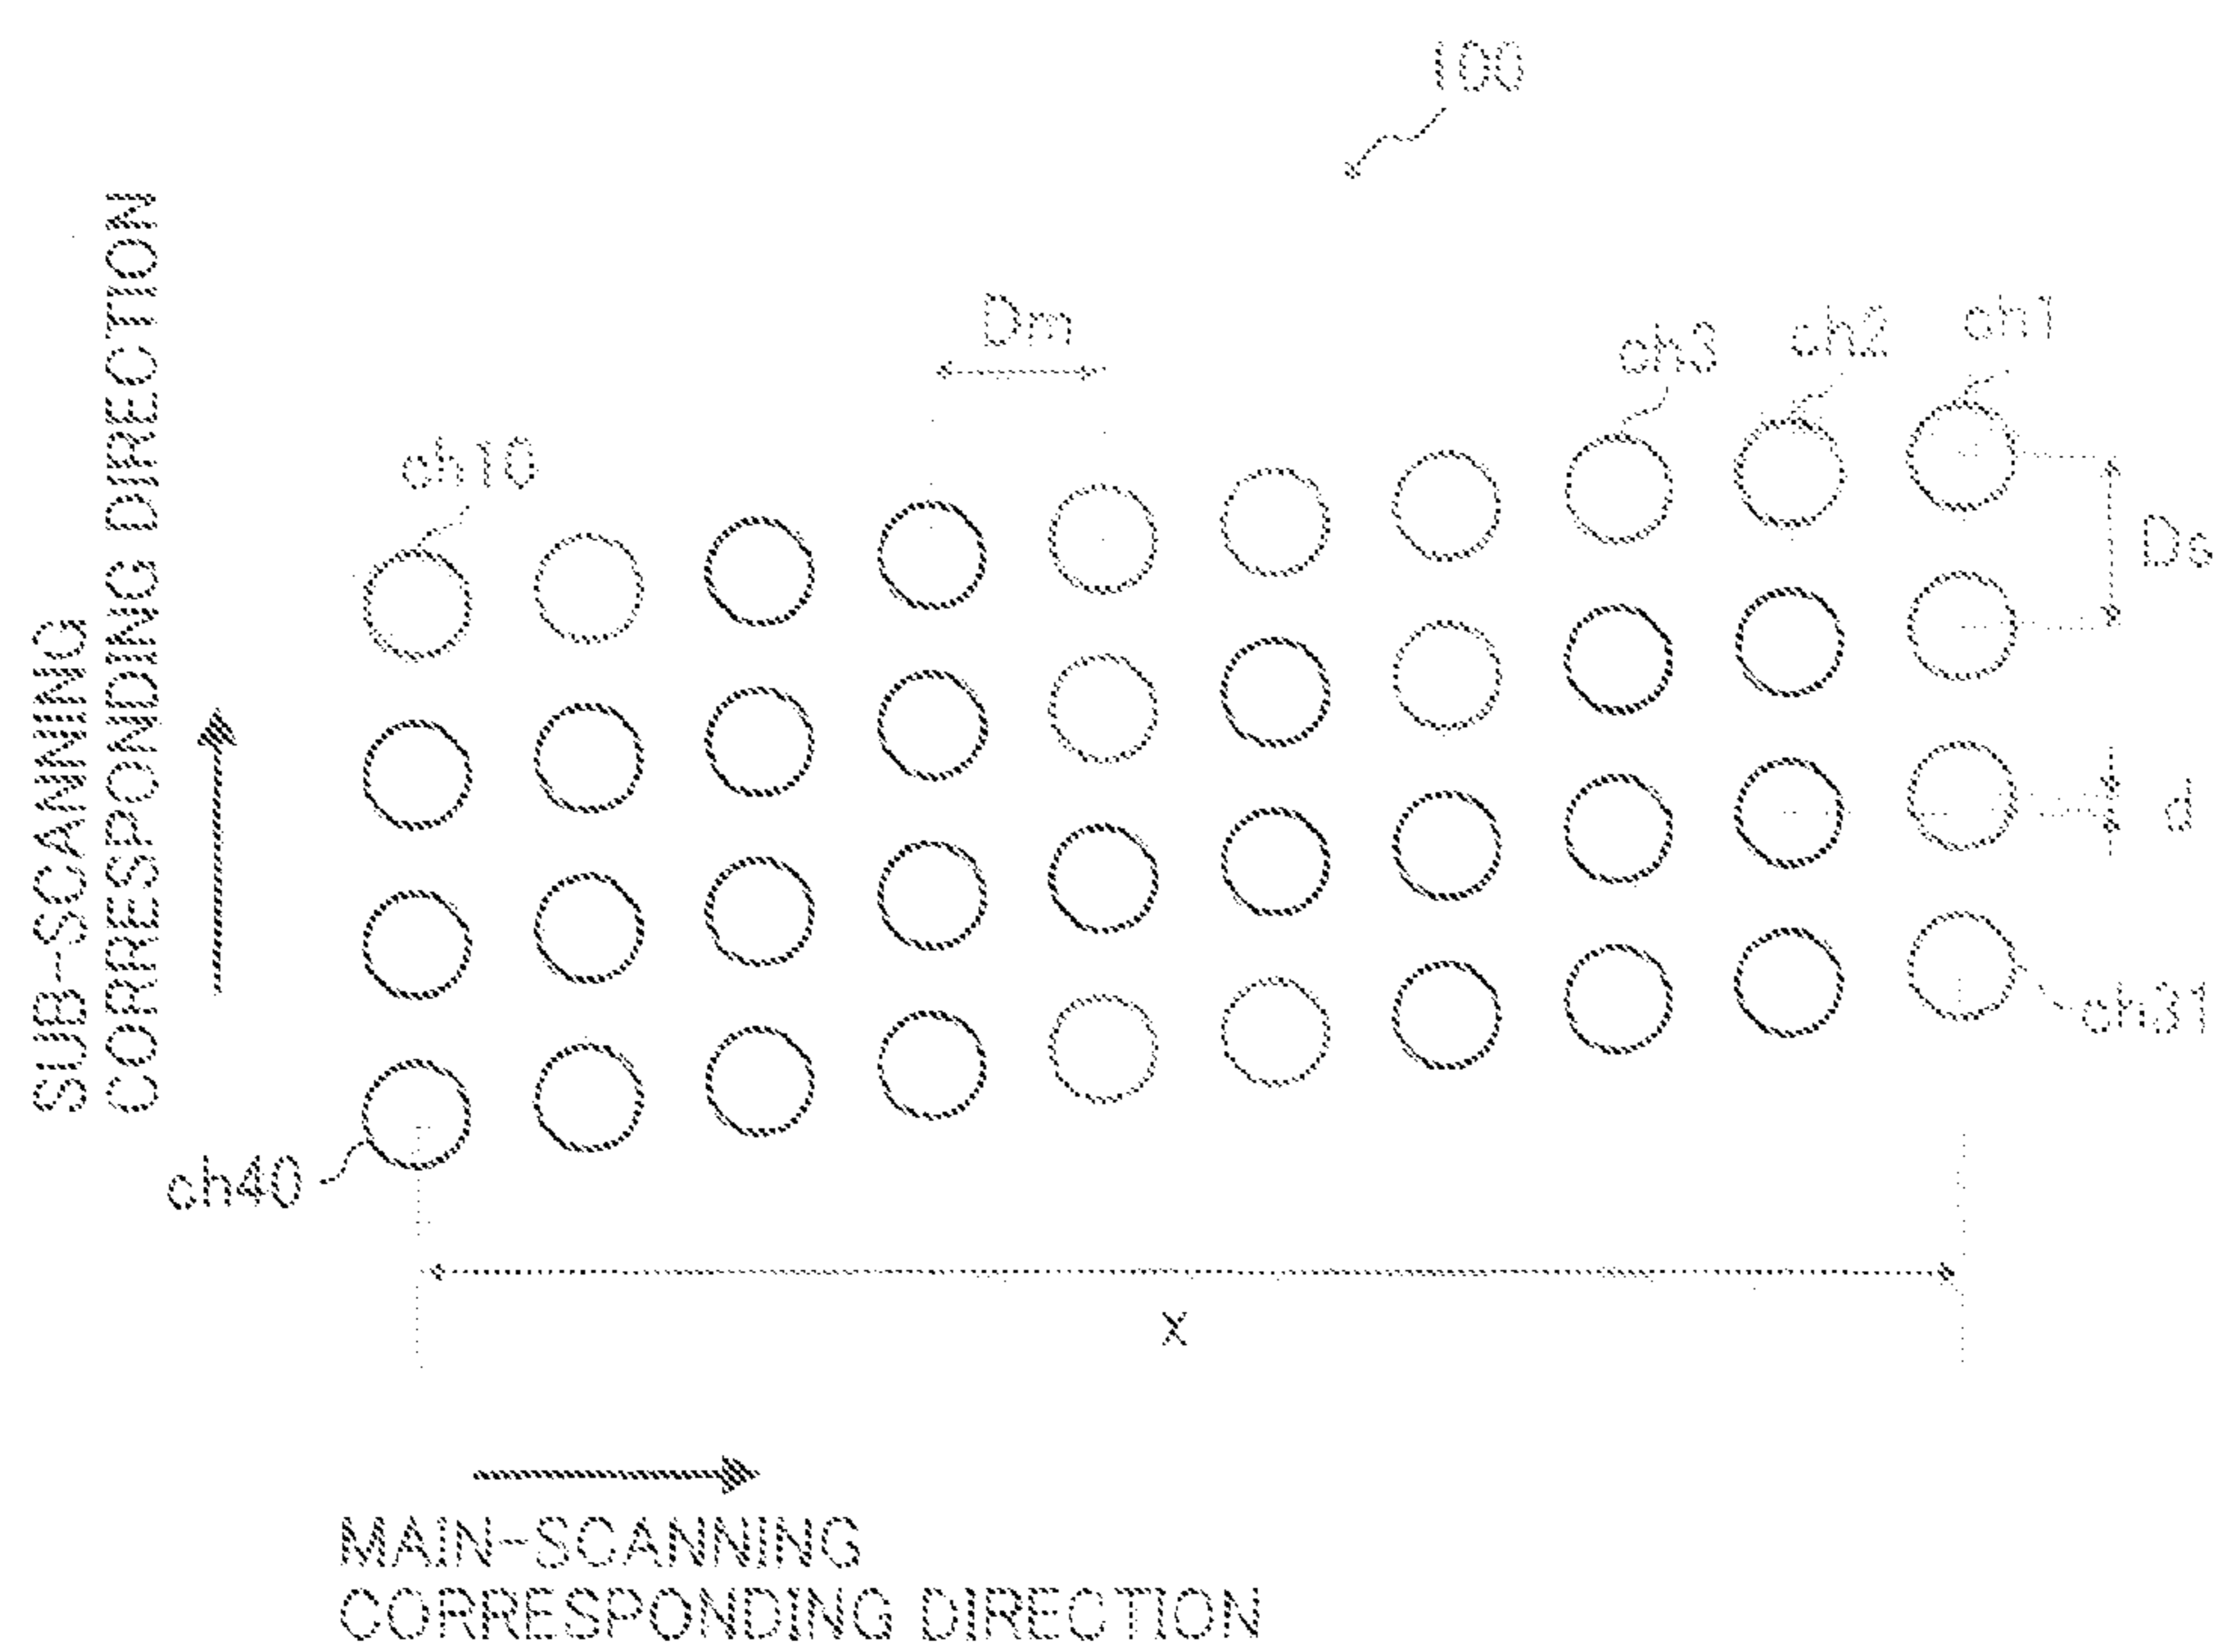 100
Dm
ch3
ch2
ch1
ch10
Ds
d
ch31
ch40
X
SUB-SCANNING
CORRESPONDING DIRECTION
MAIN-SCANNING
CORRESPONDING DIRECTION